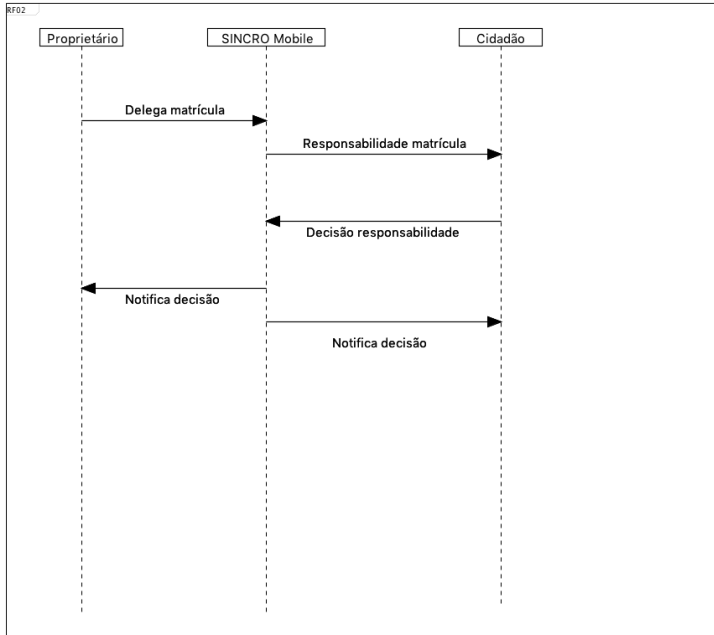 RF02
Proprietário
SINCRO Mobile
Cidadão
Delega matrícula
Responsabilidade matrícula
Decisão responsabilidade
Notifica decisão
Notifica decisão